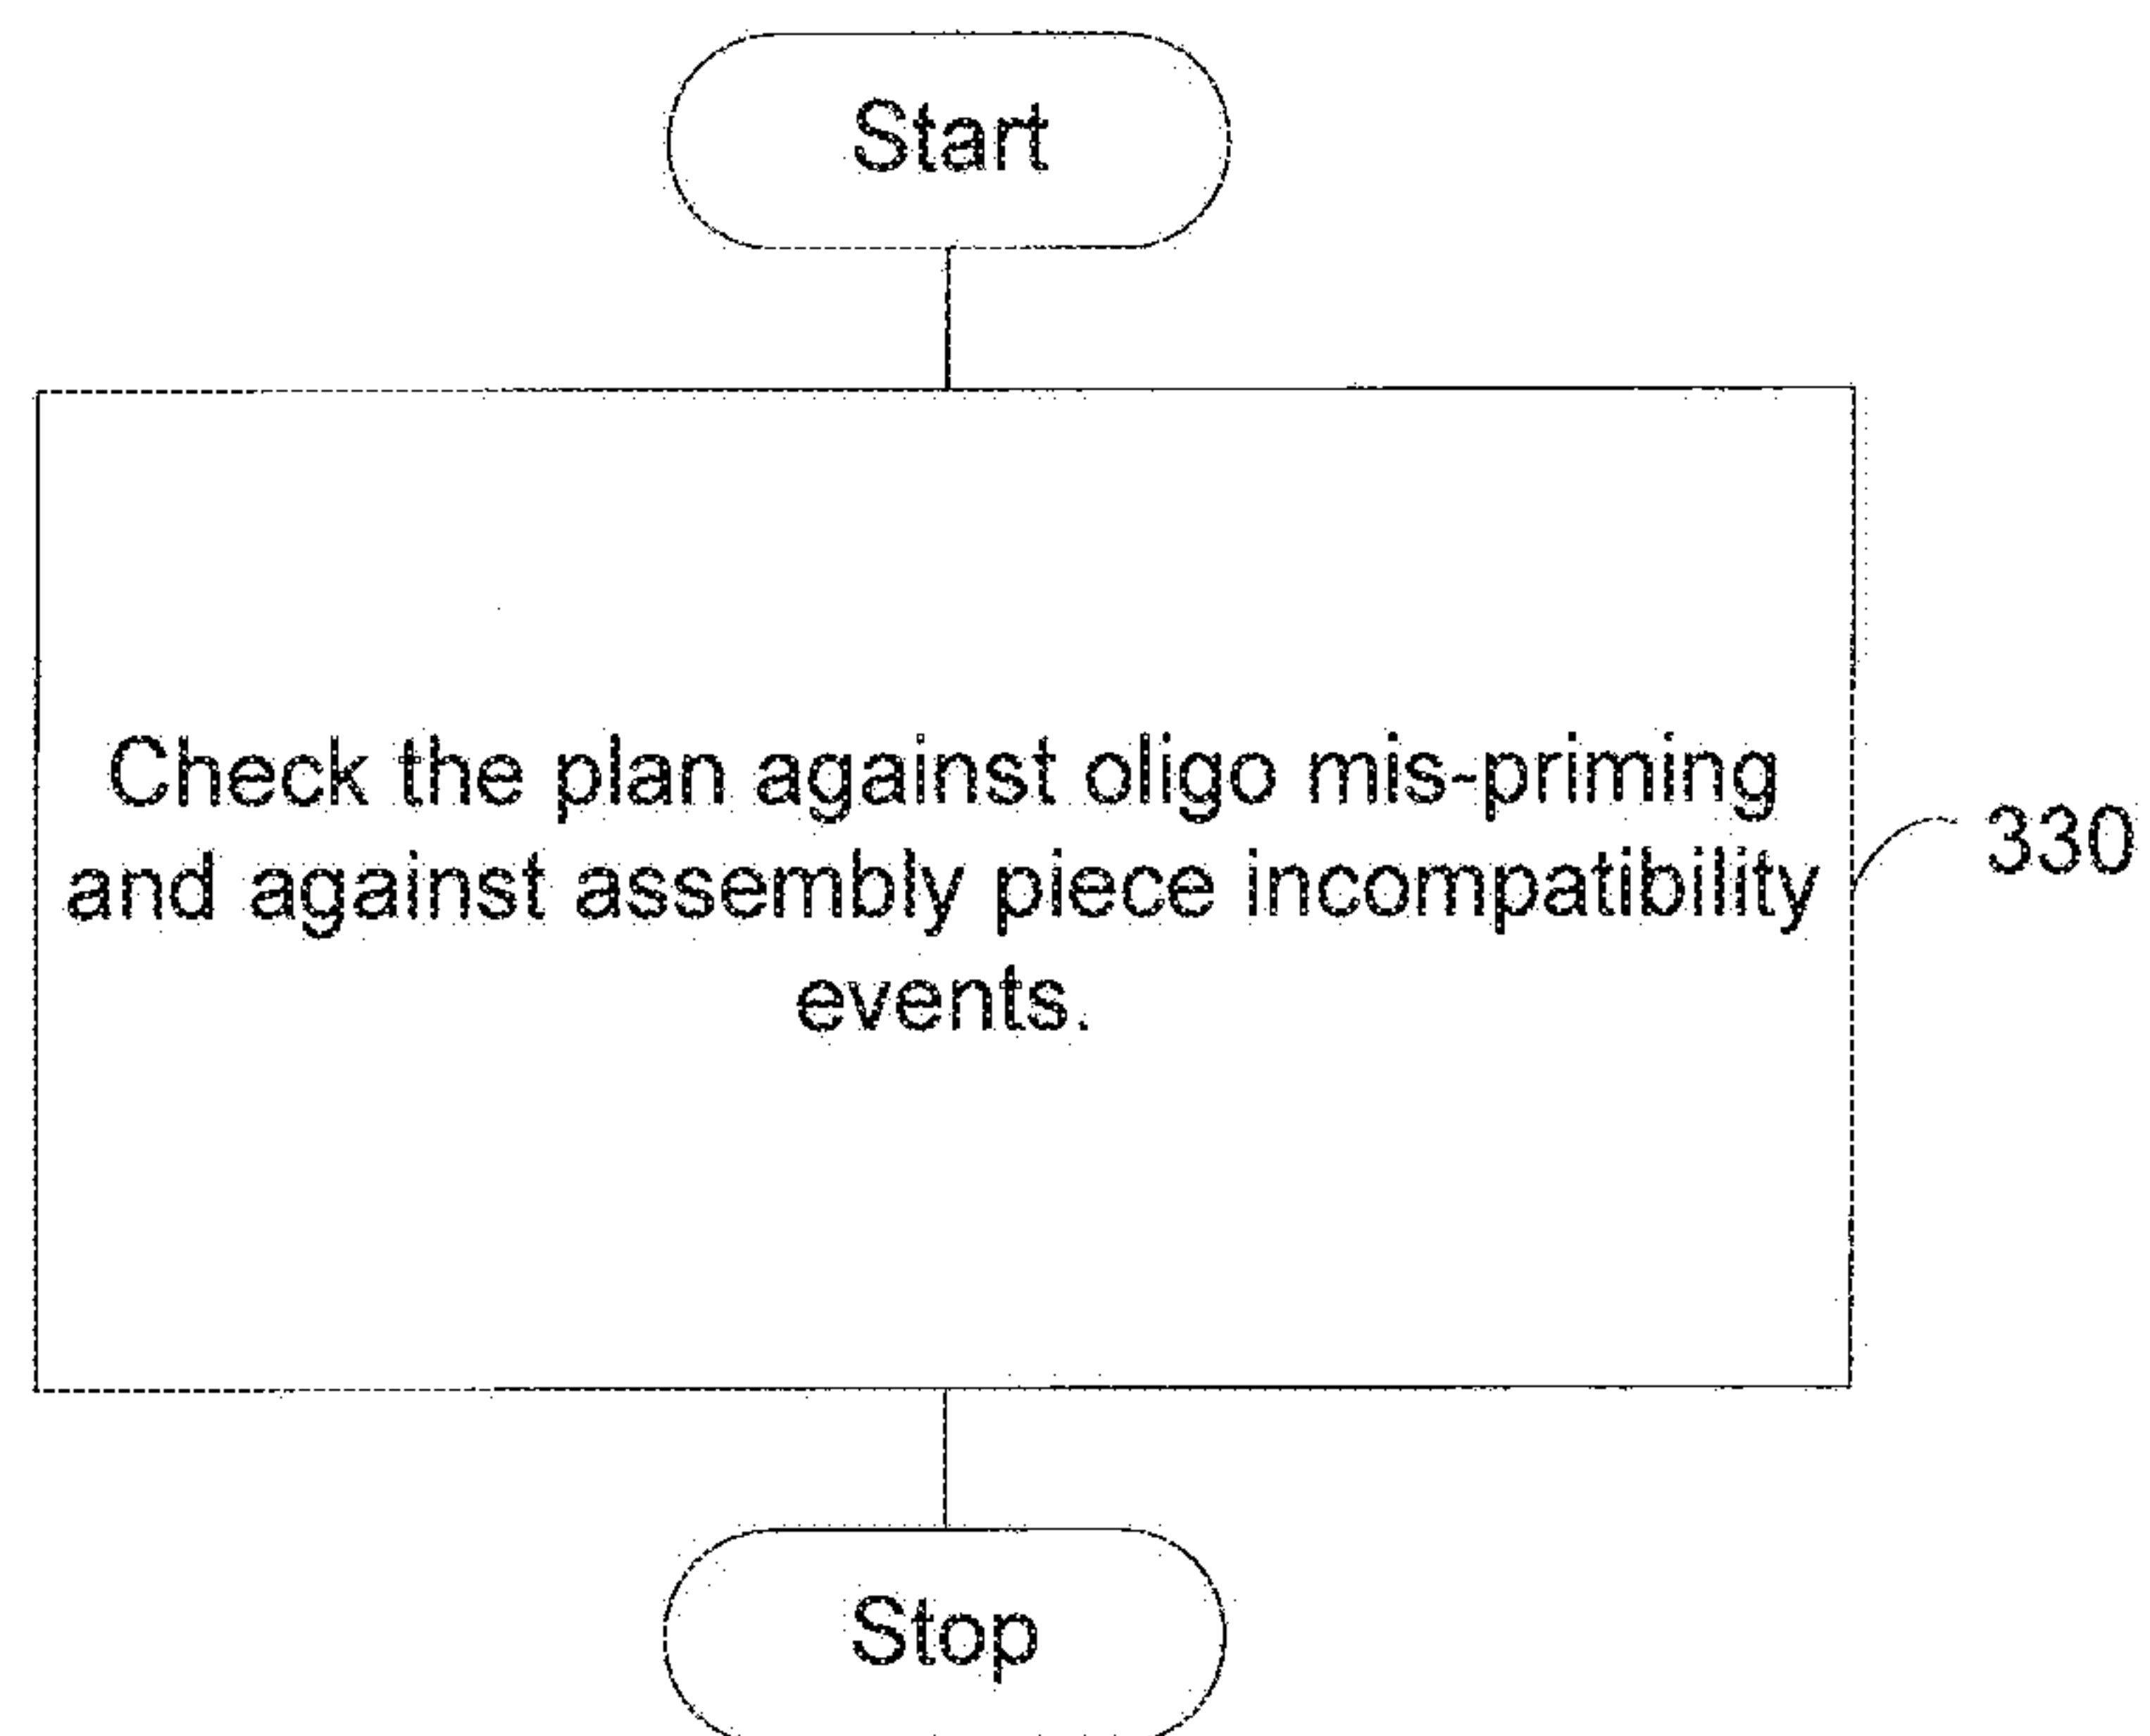 Start
Check the plan against oligo mis-priming
and against assembly piece incompatibility
events.
330
Stop